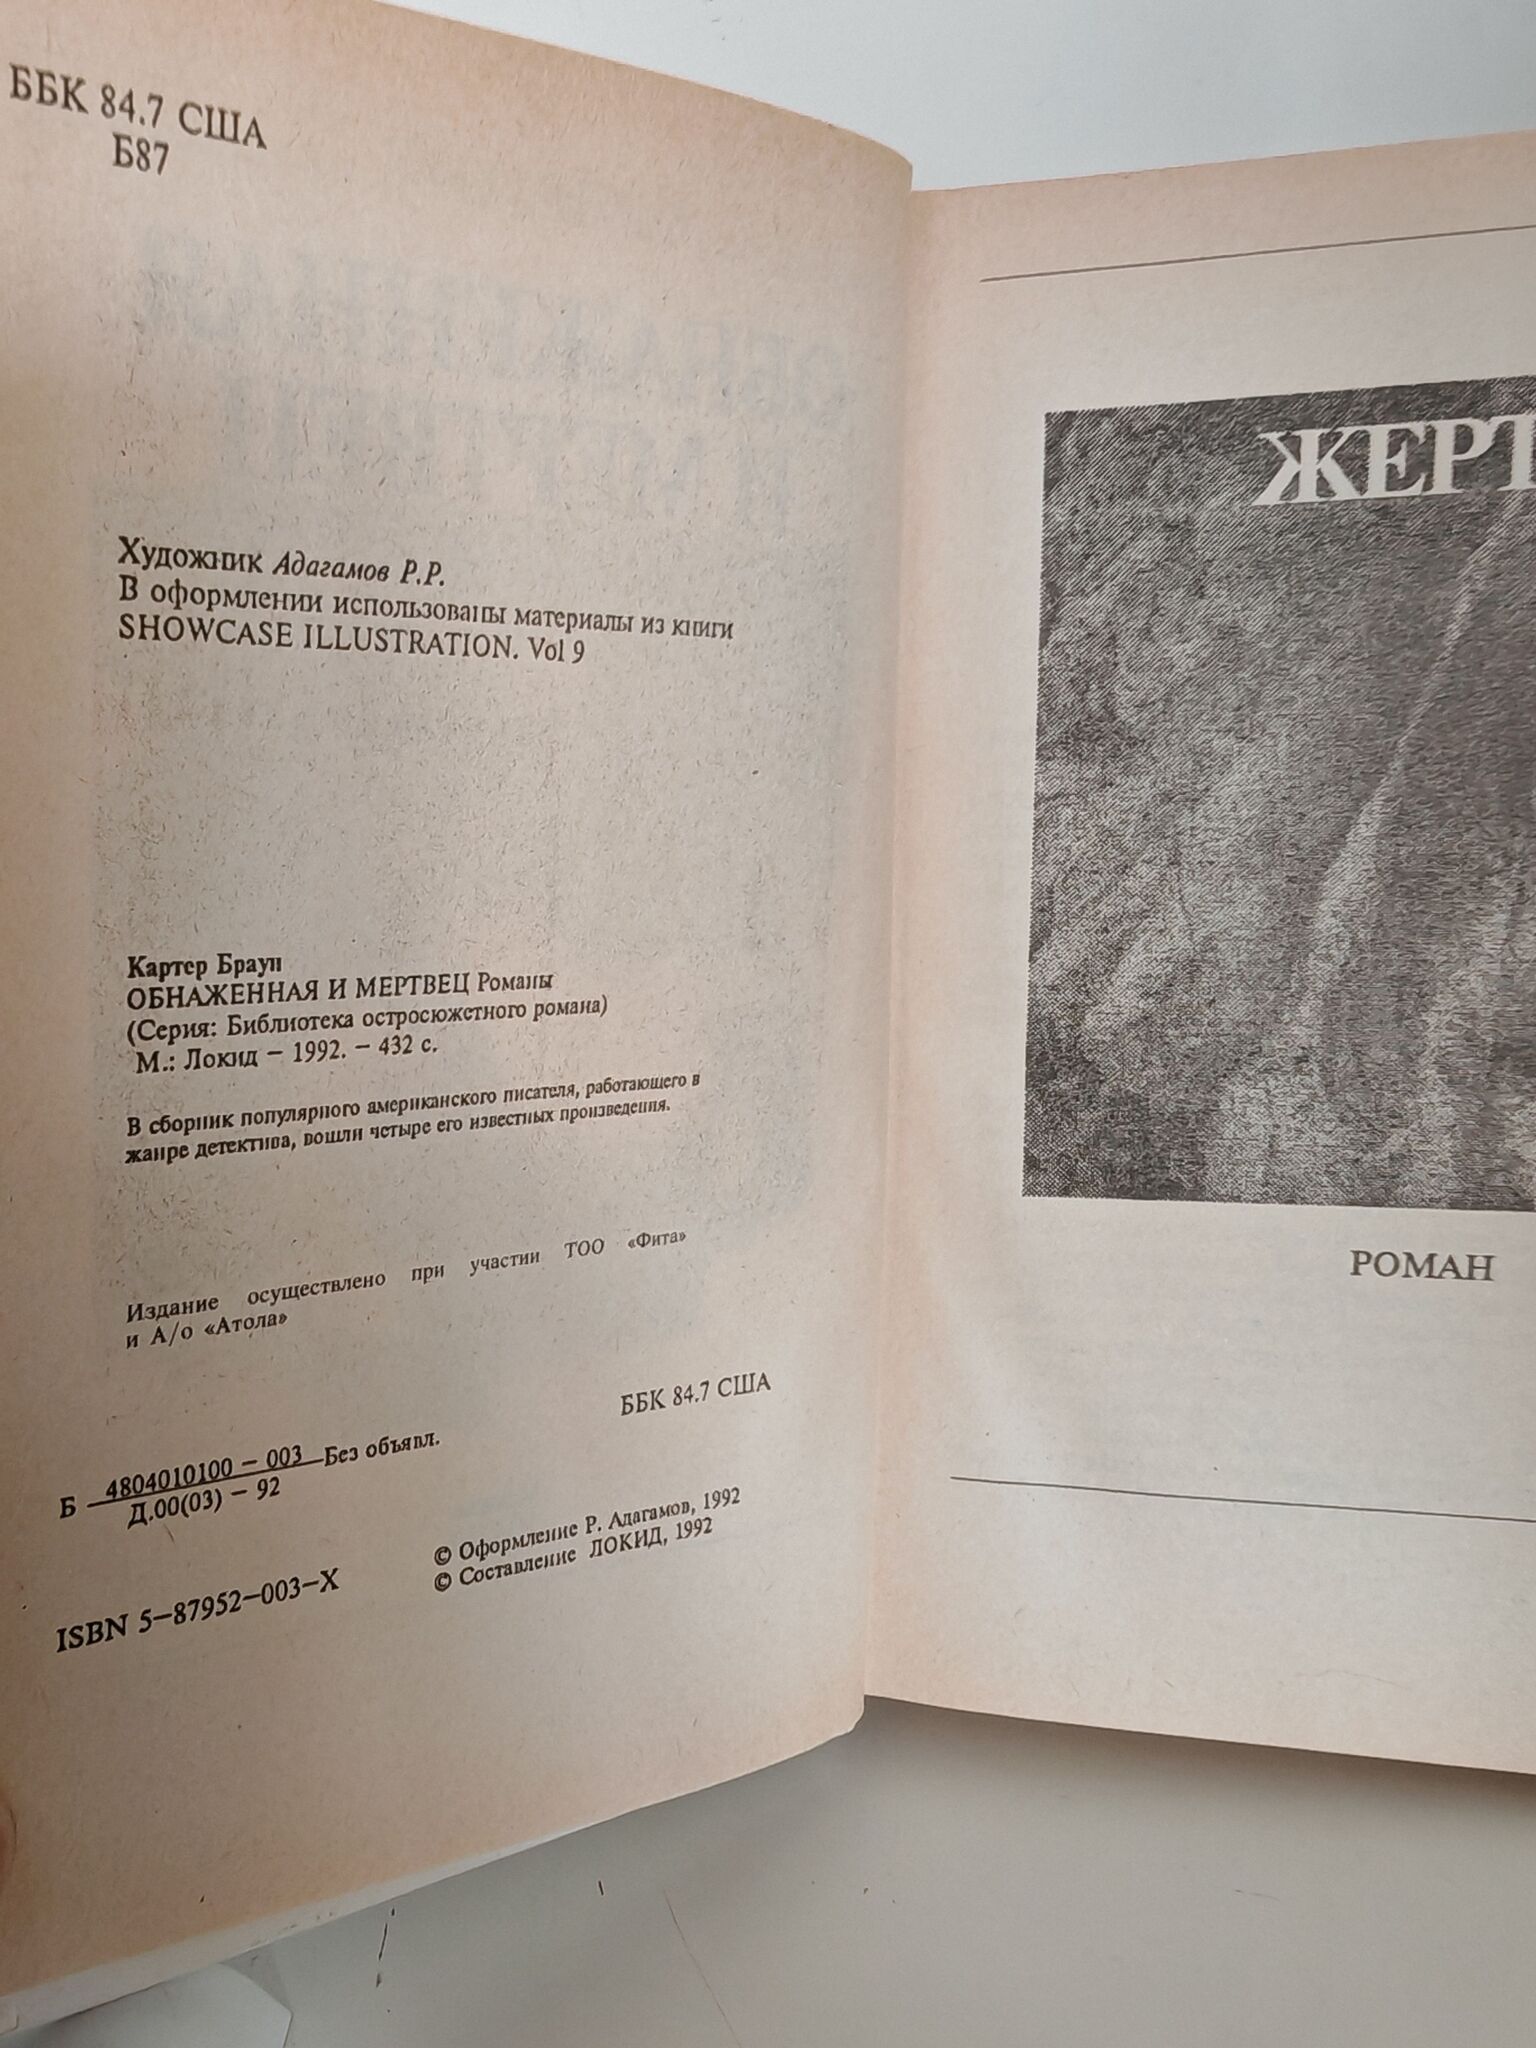 ББК 84.7 США
Б87
Художник Адагамов Р.Р.
В оформлении использованы материалы из книги
SHOWCASE ILLUSTRATION. Vol 9
Картер Браун
ОБНАЖЕННАЯ И МЕРТВЕЦ Романы
(Серия: Библиотека остросюжетного романа)
М.: Локид – 1992. – 432 с.
В сборник популярного американского писателя, работающего в
жанре детектива, вошли четыре его известных произведения.
Издание осуществлено при участии ТОО «Фита»
и А/о «Атола»
ББК 84.7 США
Б 4804010100 – 003 Без объявл.
Д.00(03) – 92
© Оформление Р. Адагамов, 1992
© Составление ЛОКИД, 1992
ISBN 5–87952–003–X
ЖЕРТ
РОМАН